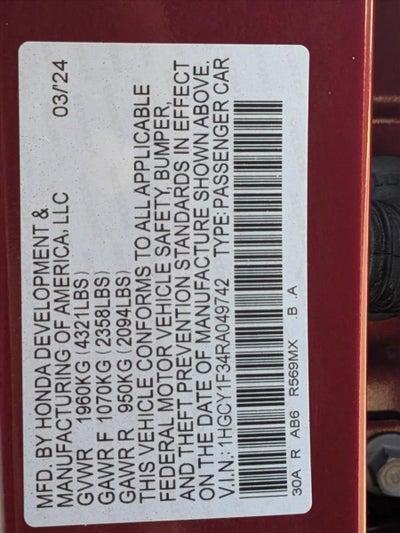 MFD. BY HONDA DEVELOPMENT &
MANUFACTURING OF AMERICA, LLC 03/24
GVWR 1960KG (4321LBS)
GAWR F 1070KG (2358LBS)
GAWR R 950KG (2094LBS)
THIS VEHICLE CONFORMS TO ALL APPLICABLE
FEDERAL MOTOR VEHICLE SAFETY, BUMPER,
AND THEFT PREVENTION STANDARDS IN EFFECT
ON THE DATE OF MANUFACTURE SHOWN ABOVE.
V.I.N.: 1HGCY1F34RA049742 TYPE: PASSENGER CAR
30A R AB6 R569MX .B .A